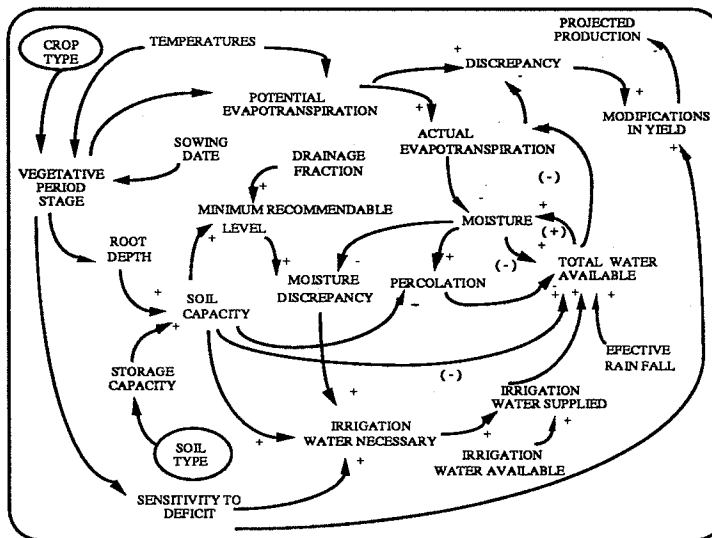 PROJECTED
PRODUCTION
CROP
TYPE
TEMPERATURES
+
DISCREPANCY
-
-
+
POTENTIAL
EVAPOTRANSPIRATION
+
MODIFICATIONS
IN YIELD
+
ACTUAL
EVAPOTRANSPIRATION
SOWING
DATE
DRAINAGE
FRACTION
VEGETATIVE
PERIOD
STAGE
(-)
+
-
MINIMUM RECOMMENDABLE
LEVEL
+
MOISTURE
+
(+)
+
ROOT
DEPTH
+
-
+
(-)
TOTAL WATER
AVAILABLE
MOISTURE
DISCREPANCY
PERCOLATION
+
SOIL
CAPACITY
+
-
-
+
+
+
STORAGE
CAPACITY
(-)
EFECTIVE
RAIN FALL
+
IRRIGATION
WATER SUPPLIED
SOIL
TYPE
+
IRRIGATION
WATER NECESSARY
+
+
+
IRRIGATION
WATER AVAILABLE
SENSITIVITY TO
DEFICIT